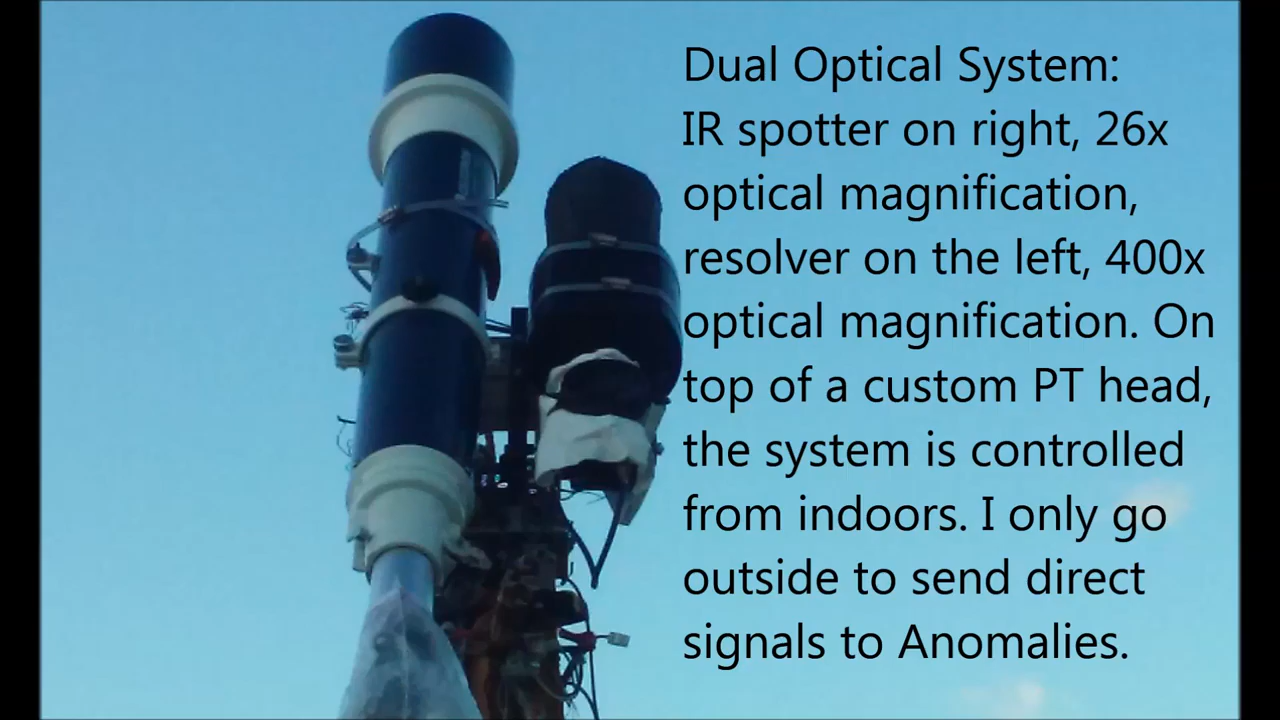 Dual Optical System:
IR spotter on right, 26x
optical magnification,
resolver on the left, 400x
optical magnification. On
top of a custom PT head,
the system is controlled
from indoors. I only go
outside to send direct
signals to Anomalies.